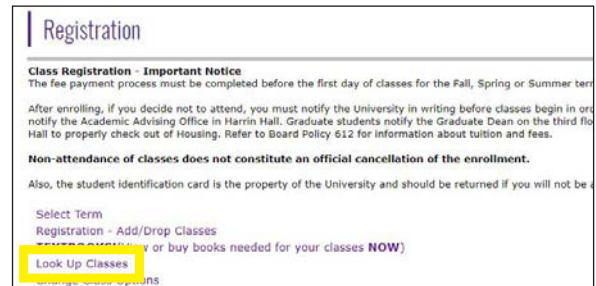 Registration
Class Registration - Important Notice
The fee payment process must be completed before the first day of classes for the Fall, Spring or Summer
After enrolling, if you decide not to attend, you must notify the University in writing before classes begin in
notify the Academic Advising Office in Harrin Hall. Graduate students notify the Graduate Dean on the third
Hall to properly check out of Housing. Refer to Board Policy 612 for information about tuition and fees.
Non-attendance of classes does not constitute an official cancellation of the enrollment.
Also, the student identification card is the property of the University and should be returned if you will not be
Select Term
Registration - Add/Drop Classes
or buy books needed for your classes NOW)
Look Up Classes